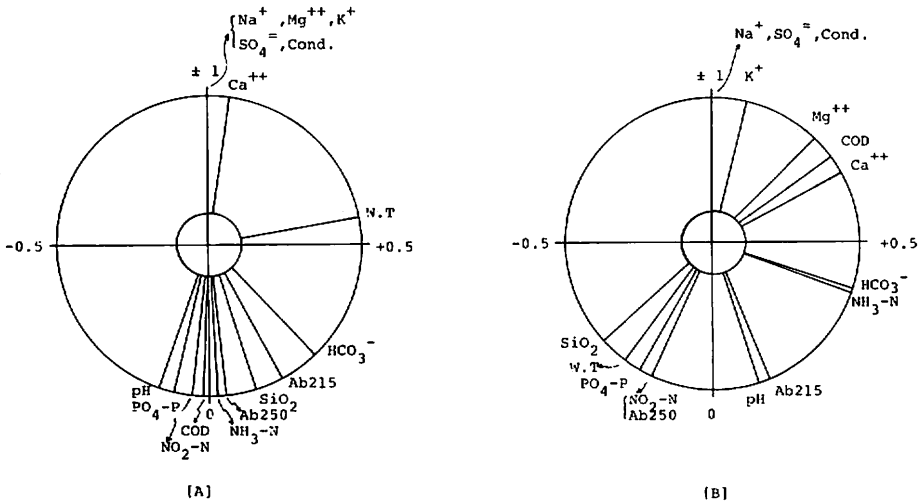 Na⁺, Mg⁺⁺, K⁺
SO₄⁼, Cond.
± 1
Ca⁺⁺
W.T
-0.5
+0.5
HCO₃⁻
Ab215
SiO₂
pH
PO₄-P
0
Ab250
COD
NH₃-N
NO₂-N
[A]
Na⁺, SO₄⁼, Cond.
± 1
K⁺
Mg⁺⁺
COD
Ca⁺⁺
-0.5
+0.5
HCO₃⁻
NH₃-N
SiO₂
W.T
PO₄-P
Ab215
NO₂-N
pH
0
Ab250
[B]